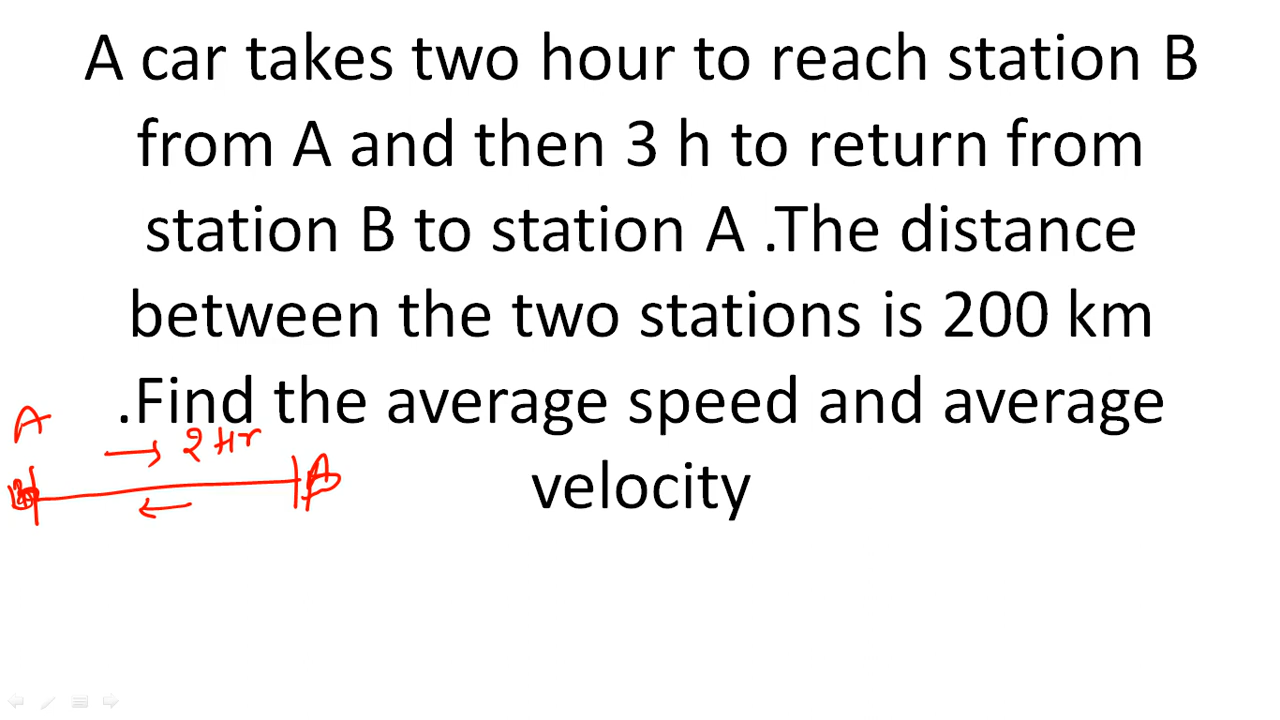 A car takes two hour to reach station B
from A and then 3 h to return from
station B to station A .The distance
between the two stations is 200 km
.Find the average speed and average
velocity
A
2 Hr